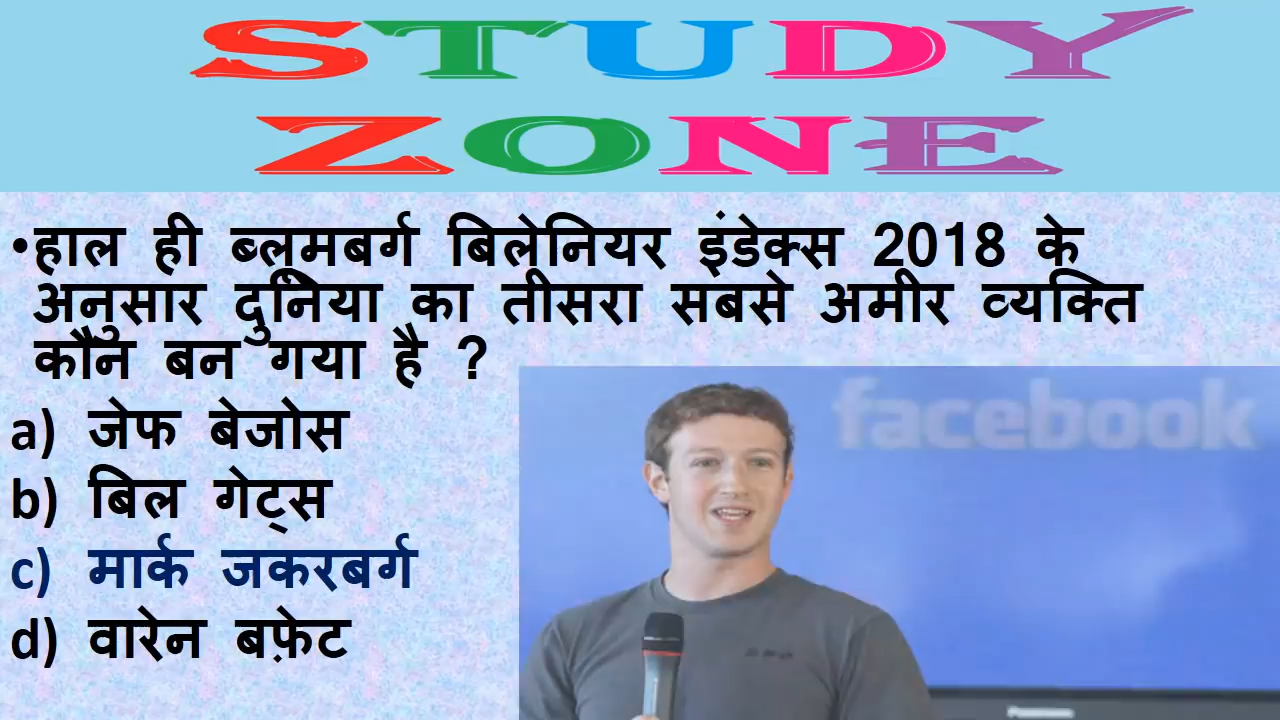 STUDY
ZONE
•हाल ही ब्लूमबर्ग बिलेनियर इंडेक्स 2018 के
अनुसार दुनिया का तीसरा सबसे अमीर व्यक्ति
कौन बन गया है ?
a) जेफ बेजोस
b) बिल गेट्स
c) मार्क जकरबर्ग
d) वारेन बफ़ेट
facebook